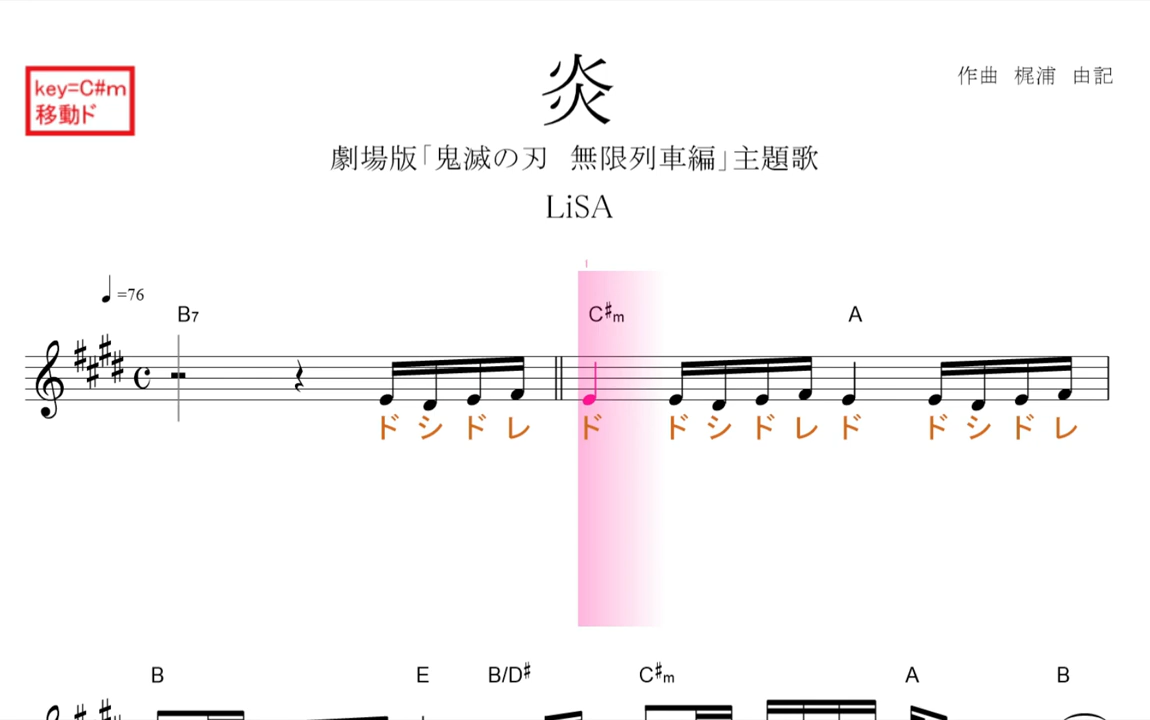 key=C#m
移動ド
炎
作曲 梶浦 由記
劇場版「鬼滅の刃 無限列車編」主題歌
LiSA
1
=76
B7 C#m A
ド シ ド レ ド ド シ ド レ ド ド シ ド レ
B E B/D# C#m A B